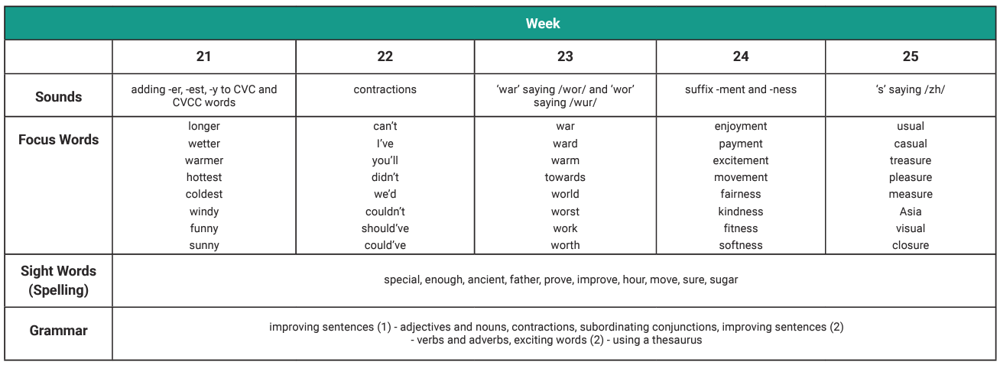 Week
21 22 23 24 25
Sounds
adding -er, -est, -y to CVC and
CVCC words
contractions
‘war’ saying /wor/ and ‘wor’
saying /wur/
suffix -ment and -ness
‘s’ saying /zh/
Focus Words
longer
wetter
warmer
hottest
coldest
windy
funny
sunny
can’t
I’ve
you’ll
didn’t
we’d
couldn’t
should’ve
could’ve
war
ward
warm
towards
world
worst
work
worth
enjoyment
payment
excitement
movement
fairness
kindness
fitness
softness
usual
casual
treasure
pleasure
measure
Asia
visual
closure
Sight Words
(Spelling)
special, enough, ancient, father, prove, improve, hour, move, sure, sugar
Grammar
improving sentences (1) - adjectives and nouns, contractions, subordinating conjunctions, improving sentences (2)
- verbs and adverbs, exciting words (2) - using a thesaurus